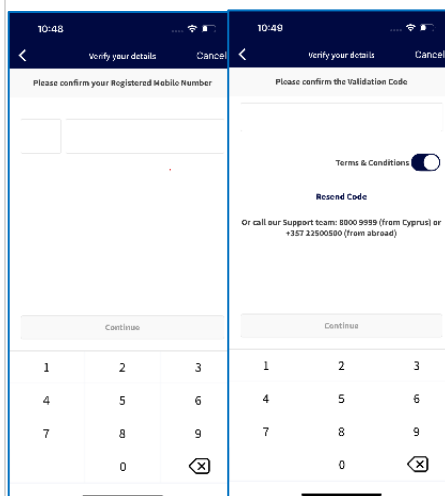 10:48
Verify your details
Cancel
Please confirm your Registered Mobile Number
Continue
1 2 3
4 5 6
7 8 9
0
10:49
Verify your details
Cancel
Please confirm the Validation Code
Terms & Conditions
Resend Code
Or call our Support team: 8000 9999 (from Cyprus) or
+357 22500500 (from abroad)
Continue
1 2 3
4 5 6
7 8 9
0